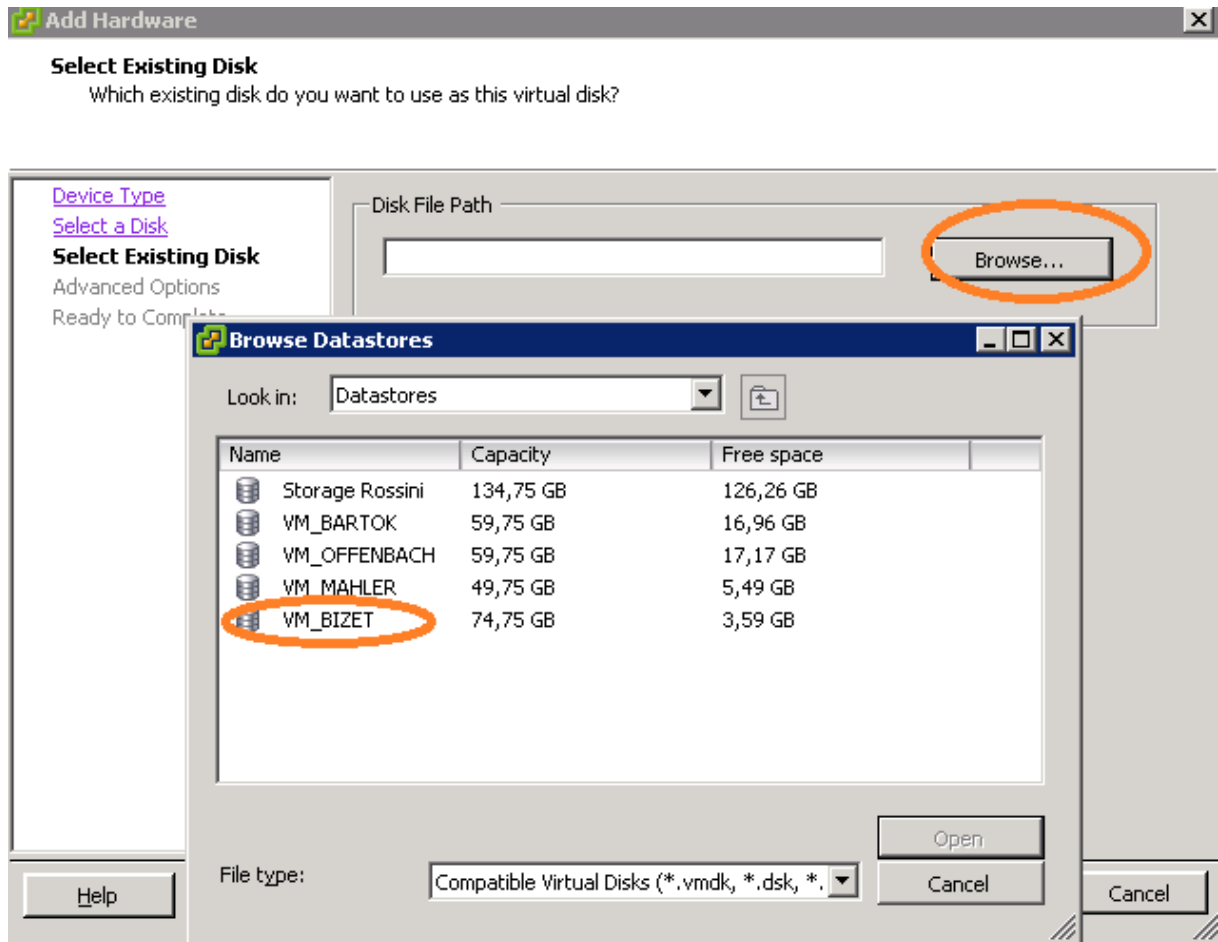 Add Hardware
Select Existing Disk
Which existing disk do you want to use as this virtual disk?
Device Type
Select a Disk
Select Existing Disk
Advanced Options
Ready to Complete
Disk File Path
Browse...
Browse Datastores
Look in: Datastores
Name Capacity Free space
Storage Rossini 134,75 GB 126,26 GB
VM_BARTOK 59,75 GB 16,96 GB
VM_OFFENBACH 59,75 GB 17,17 GB
VM_MAHLER 49,75 GB 5,49 GB
VM_BIZET 74,75 GB 3,59 GB
Open
File type: Compatible Virtual Disks (*.vmdk, *.dsk, *.
Cancel
Help
Cancel